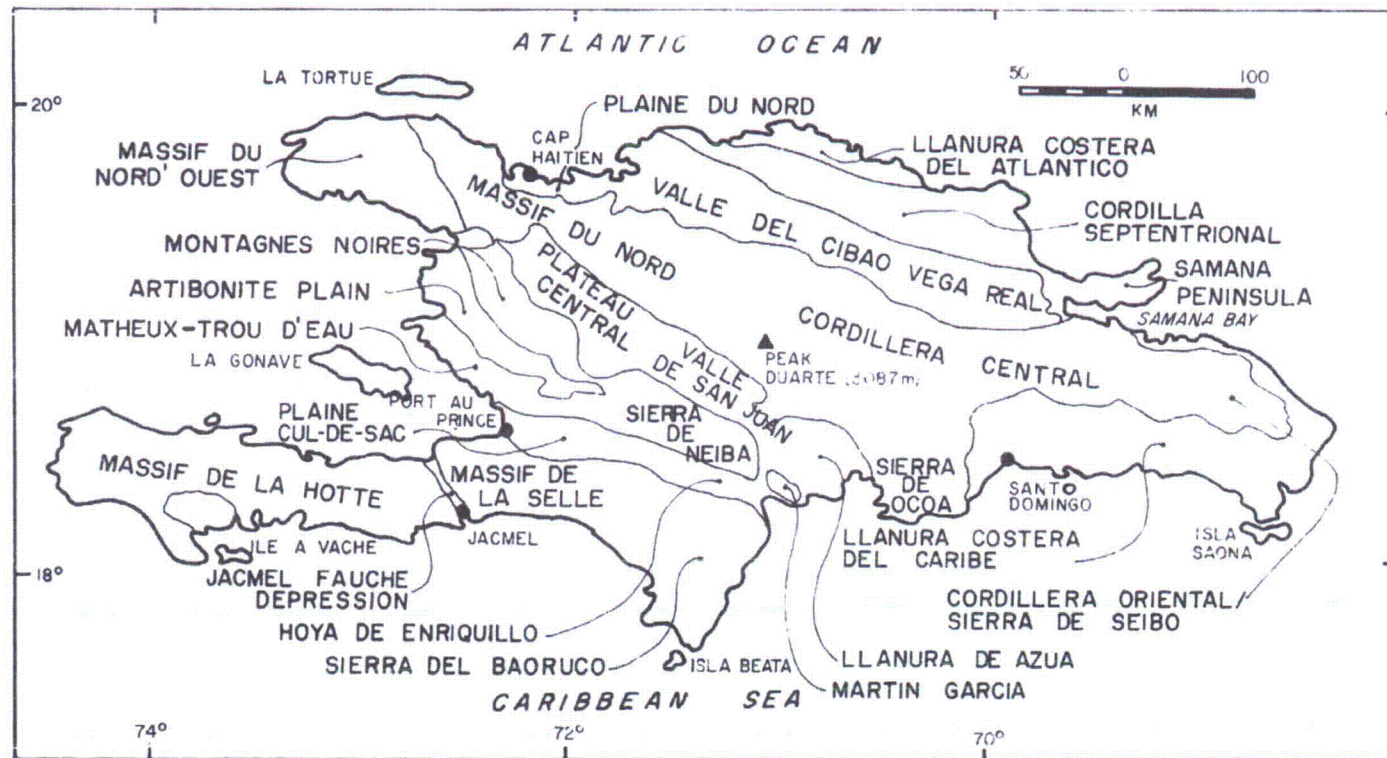 ATLANTIC OCEAN
LA TORTUE
50 0 100
KM
20°
PLAINE DU NORD
CAP
HAITIEN
LLANURA COSTERA
DEL ATLANTICO
MASSIF DU
NORD' OUEST
MASSIF DU NORD
VALLE DEL CIBAO VEGA REAL
CORDILLA
SEPTENTRIONAL
MONTAGNES NOIRES
PLATEAU
CENTRAL
SAMANA
PENINSULA
SAMANA BAY
ARTIBONITE PLAIN
MATHEUX-TROU D'EAU
LA GONAVE
VALLE
DE SAN JOAN
CORDILLERA CENTRAL
PEAK
DUARTE (3087m)
PORT AU
PRINCE
PLAINE
CUL-DE-SAC
SIERRA
DE
NEIBA
MASSIF DE LA HOTTE
MASSIF DE
LA SELLE
SIERRA
DE
OCOA
SANTO
DOMINGO
ILE A VACHE
JACMEL
LLANURA COSTERA
DEL CARIBE
ISLA
SAONA
18°
JACMEL FAUCHE
DEPRESSION
CORDILLERA ORIENTAL/
SIERRA DE SEIBO
HOYA DE ENRIQUILLO
SIERRA DEL BAORUCO
ISLA BEATA
LLANURA DE AZUA
MARTIN GARCIA
CARIBBEAN SEA
74° 72° 70°